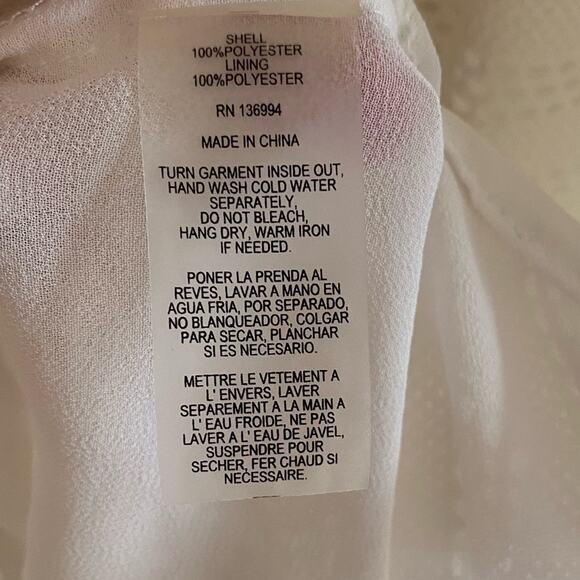 SHELL
100%POLYESTER
LINING
100%POLYESTER
RN 136994
MADE IN CHINA
TURN GARMENT INSIDE OUT,
HAND WASH COLD WATER
SEPARATELY,
DO NOT BLEACH,
HANG DRY, WARM IRON
IF NEEDED.
PONER LA PRENDA AL
REVES, LAVAR A MANO EN
AGUA FRIA, POR SEPARADO,
NO BLANQUEADOR, COLGAR
PARA SECAR, PLANCHAR
SI ES NECESARIO.
METTRE LE VETEMENT A
L' ENVERS, LAVER
SEPAREMENT A LA MAIN A
L' EAU FROIDE, NE PAS
LAVER A L' EAU DE JAVEL,
SUSPENDRE POUR
SECHER, FER CHAUD SI
NECESSAIRE.